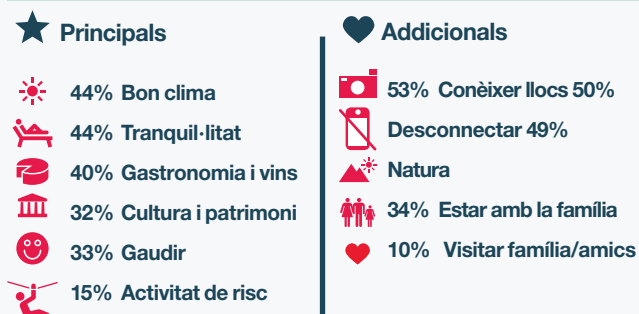 Principals
44% Bon clima
44% Tranquil·litat
40% Gastronomia i vins
32% Cultura i patrimoni
33% Gaudir
15% Activitat de risc
Addicionals
53% Conèixer llocs 50%
Desconnectar 49%
Natura
34% Estar amb la família
10% Visitar família/amics